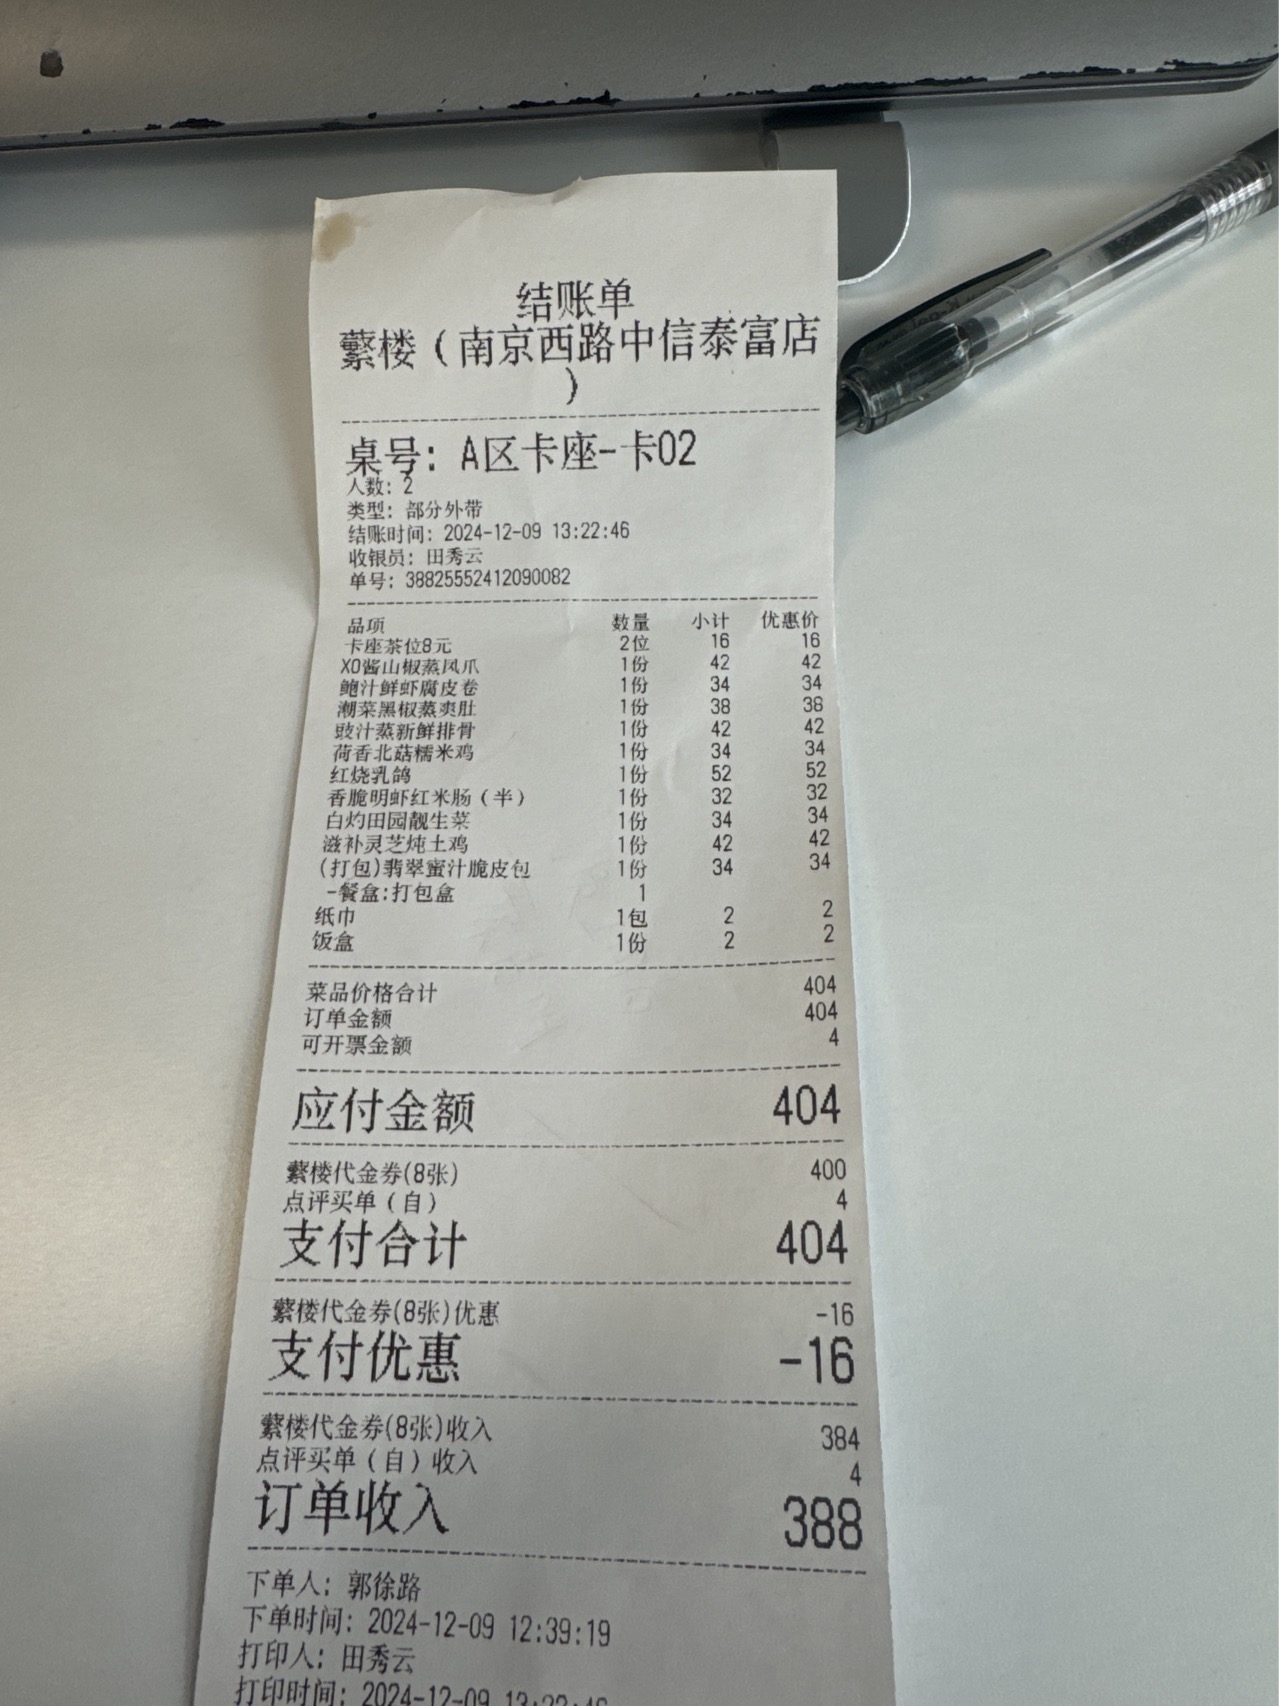 结账单
蘩楼（南京西路中信泰富店
）
桌号：A区卡座-卡02
人数：2
类型：部分外带
结账时间：2024-12-09 13:22:46
收银员：田秀云
单号：38825552412090082
品项 数量 小计 优惠价
卡座茶位8元 2位 16 16
XO酱山椒蒸凤爪 1份 42 42
鲍汁鲜虾腐皮卷 1份 34 34
潮菜黑椒蒸爽肚 1份 38 38
豉汁蒸新鲜排骨 1份 42 42
荷香北菇糯米鸡 1份 34 34
红烧乳鸽 1份 52 52
香脆明虾红米肠（半） 1份 32 32
白灼田园靓生菜 1份 34 34
滋补灵芝炖土鸡 1份 42 42
(打包)翡翠蜜汁脆皮包 1份 34 34
-餐盒:打包盒 1
纸巾 1包 2 2
饭盒 1份 2 2
菜品价格合计 404
订单金额 404
可开票金额 4
应付金额 404
蘩楼代金券(8张) 400
点评买单（自） 4
支付合计 404
蘩楼代金券(8张)优惠 -16
支付优惠 -16
蘩楼代金券(8张)收入 384
点评买单（自）收入 4
订单收入 388
下单人：郭徐路
下单时间：2024-12-09 12:39:19
打印人：田秀云
打印时间：2024-12-09 13:22:46